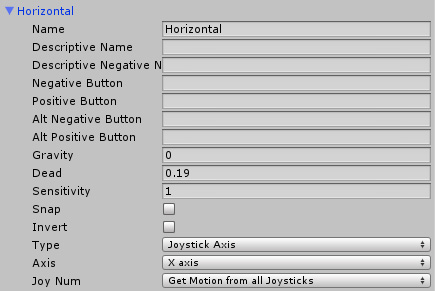 Horizontal
Name Horizontal
Descriptive Name
Descriptive Negative N
Negative Button
Positive Button
Alt Negative Button
Alt Positive Button
Gravity 0
Dead 0.19
Sensitivity 1
Snap
Invert
Type Joystick Axis
Axis X axis
Joy Num Get Motion from all Joysticks